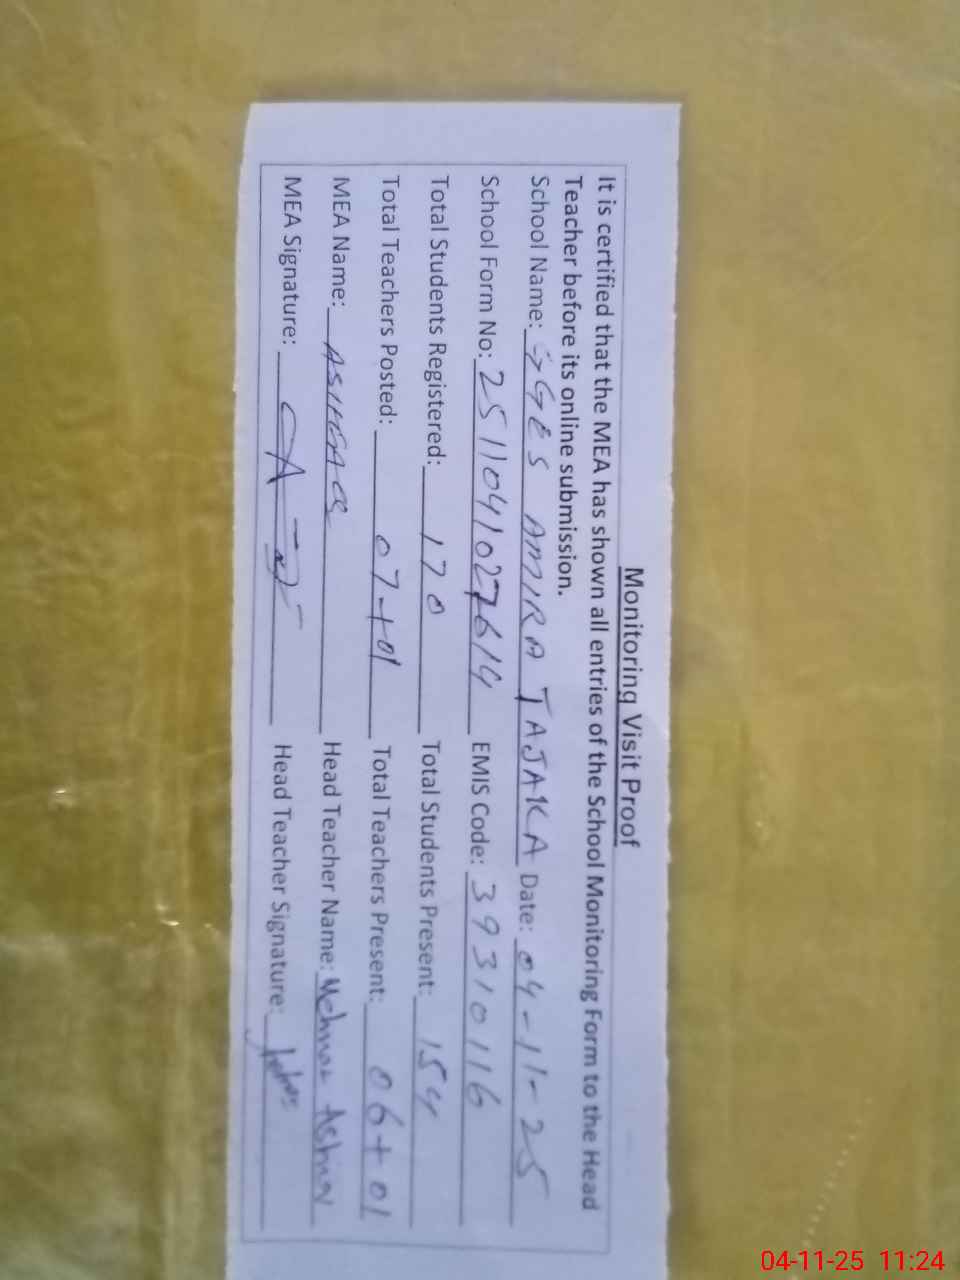 Monitoring Visit Proof
It is certified that the MEA has shown all entries of the School Monitoring Form to the Head
Teacher before its online submission.
School Name: GGES AMIRA TAJAKA Date: 04-11-25
School Form No: 2511041027614 EMIS Code: 39310116
Total Students Registered: 170 Total Students Present: 154
Total Teachers Posted: 07+01 Total Teachers Present: 06+01
MEA Name: Head Teacher Name: Mehnaz
MEA Signature: Head Teacher Signature:
04-11-25 11:24